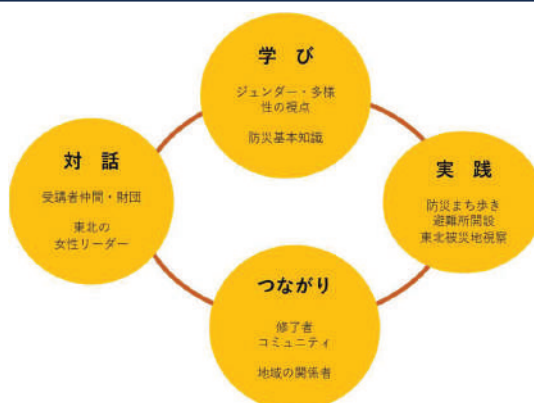 学 び
ジェンダー・多様
性の視点
防災基本知識
対 話
受講者仲間・財団
東北の
女性リーダー
実 践
防災まち歩き
避難所開設
東北被災地視察
つながり
修了者
コミュニティ
地域の関係者